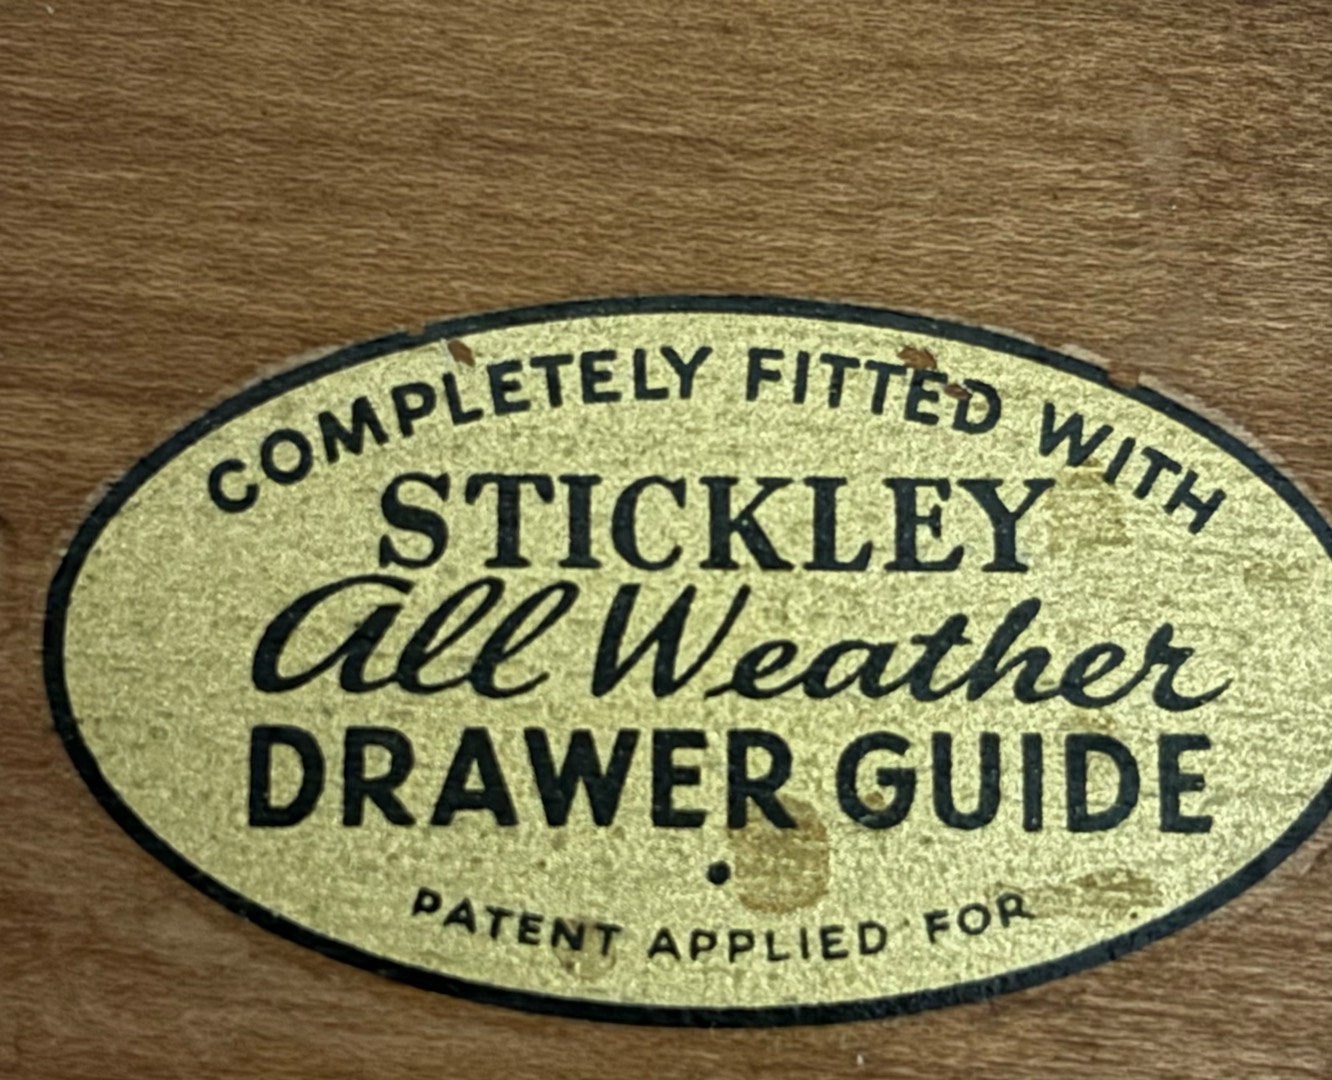 COMPLETELY FITTED WITH
STICKLEY
All Weather
DRAWER GUIDE
PATENT APPLIED FOR